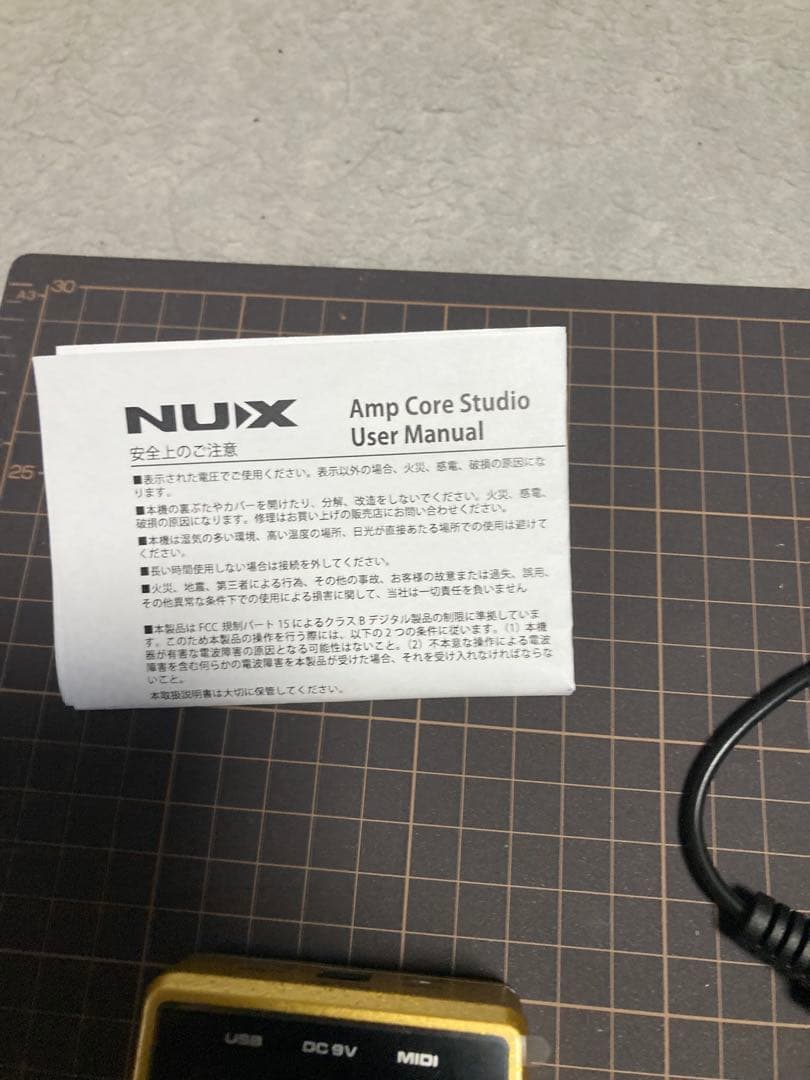 A3
30
25
NUX
Amp Core Studio
User Manual
安全上のご注意
■表示された電圧でご使用ください。表示以外の場合、火災、感電、破損の原因にな
ります。
■本機の裏ぶたやカバーを開けたり、分解、改造をしないでください。火災、感電、
破損の原因になります。修理はお買い上げの販売店にお問い合わせください。
■本機は湿気の多い環境、高い温度の場所、日光が直接あたる場所での使用は避けて
ください。
■長い時間使用しない場合は接続を外してください。
■火災、地震、第三者による行為、その他の事故、お客様の故意または過失、誤用、
その他異常な条件下での使用による損害に関して、当社は一切責任を負いません
■本製品は FCC 規制パート 15 によるクラス B デジタル製品の制限に準拠していま
す。このため本製品の操作を行う際には、以下の 2 つの条件に従います。（1）本機
器が有害な電波障害の原因となる可能性はないこと。（2）不本意な操作による電波
障害を含む何らかの電波障害を本製品が受けた場合、それを受け入れなければならな
いこと。
本取扱説明書は大切に保管してください。
USB
DC 9V
MIDI